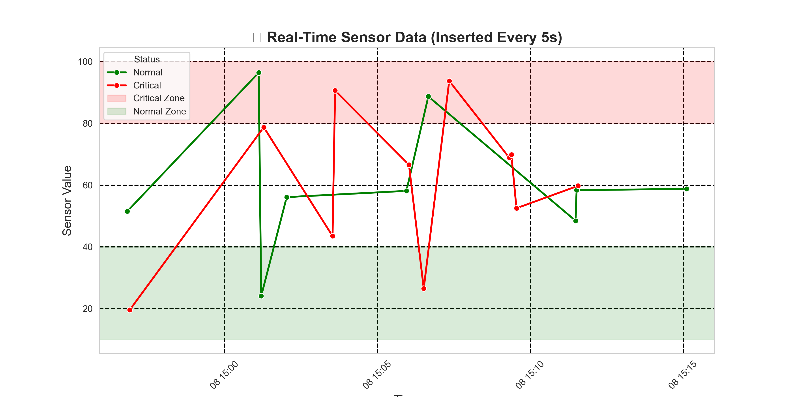 Real-Time Sensor Data (Inserted Every 5s)
Status
Normal
Critical
Critical Zone
Normal Zone
Sensor Value
100
80
60
40
20
08 15:00
08 15:05
08 15:10
08 15:15